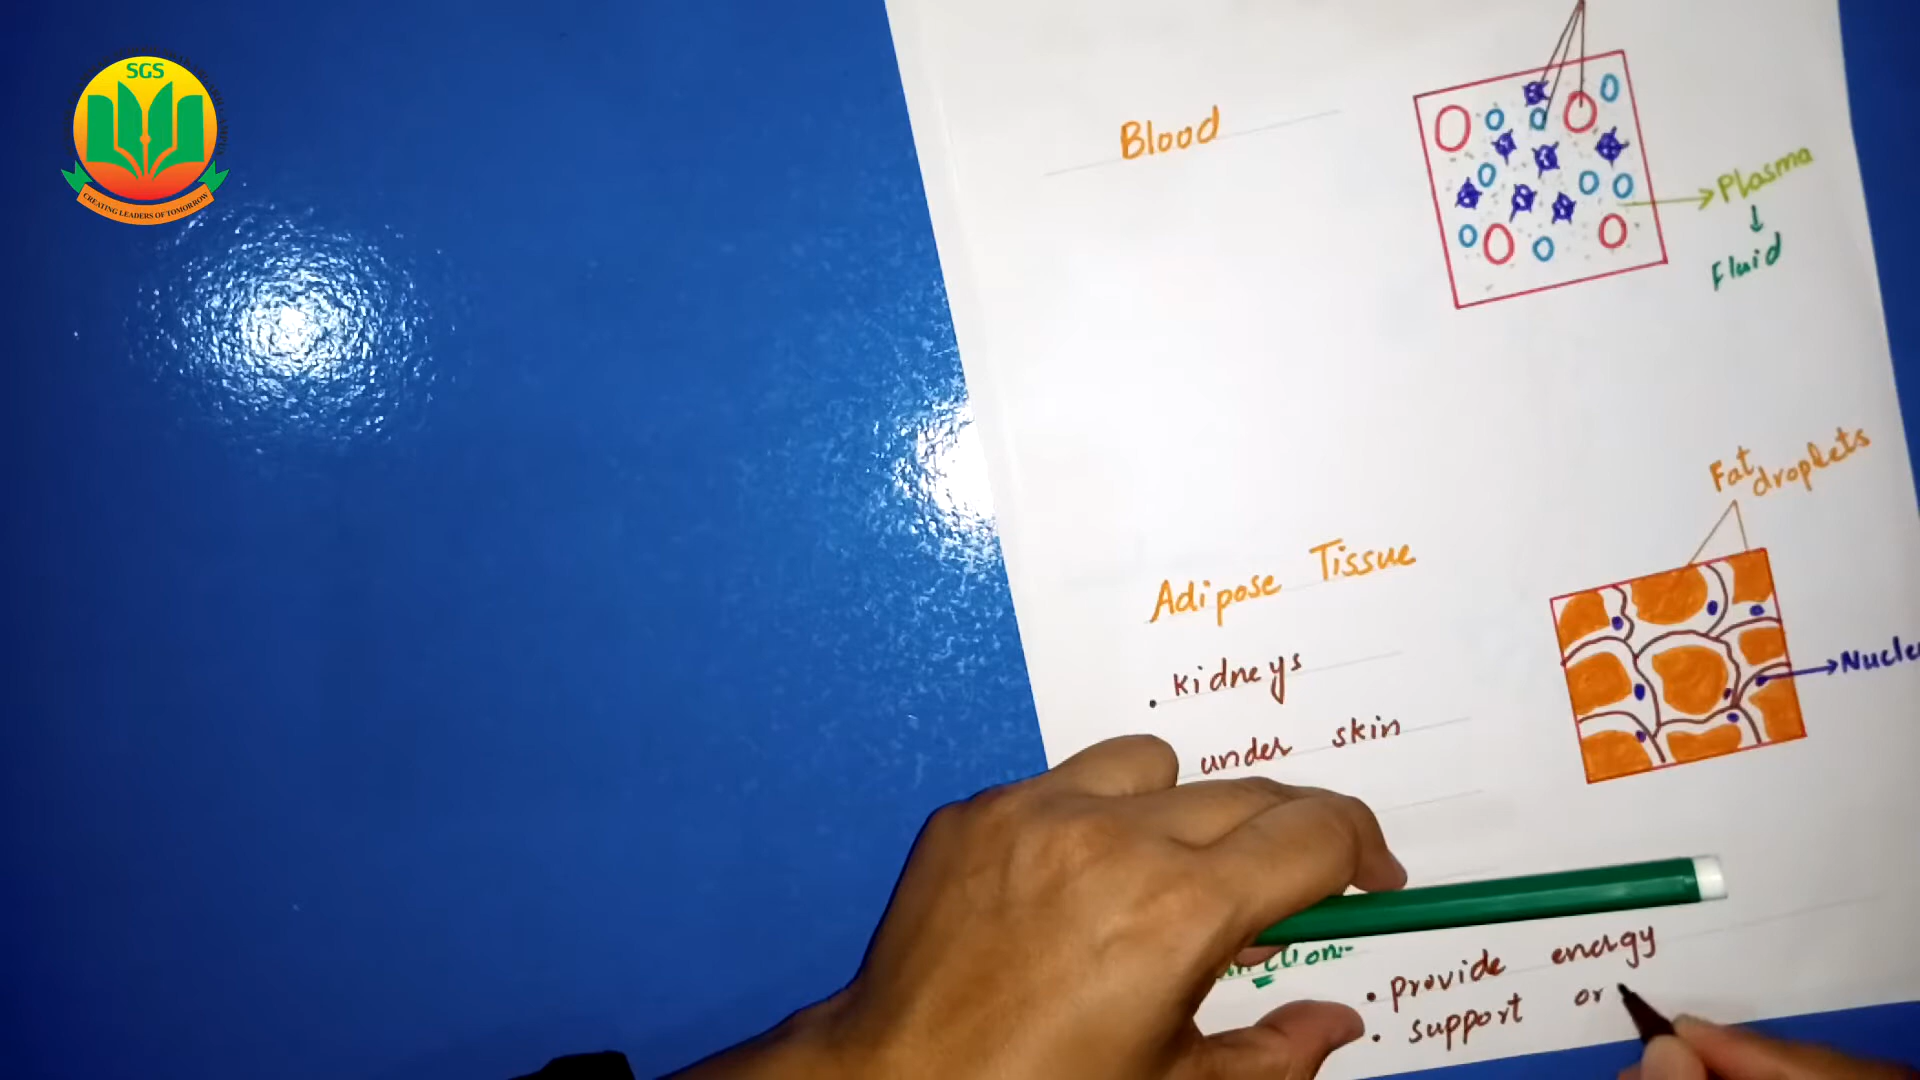 SGS
CREATING LEADERS OF TOMORROW
Blood
Plasma
Fluid
Fat
droplets
Adipose Tissue
• kidneys
Nucle
under skin
nction:-
• provide energy
• support or